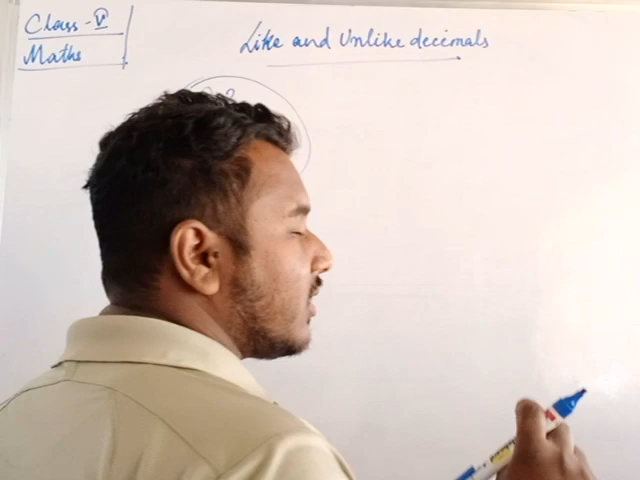 Class - V
Maths
Like and Unlike decimals